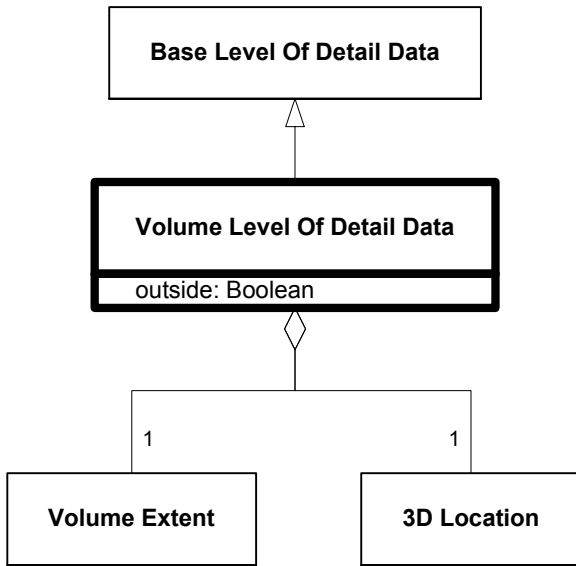 Base Level Of Detail Data
Volume Level Of Detail Data
outside: Boolean
1
1
Volume Extent
3D Location